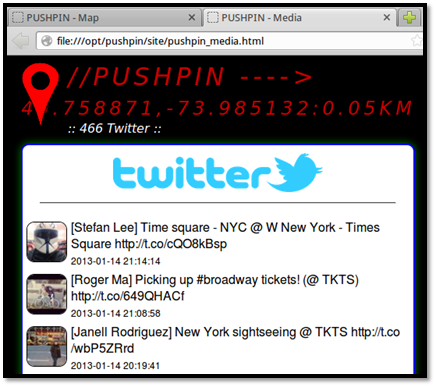 PUSHPIN - Map
PUSHPIN - Media
file:///opt/pushpin/site/pushpin_media.html
//PUSHPIN ---->
.758871,-73.985132:0.05KM
:: 466 Twitter ::
twitter
[Stefan Lee] Time square - NYC @ W New York - Times
Square http://t.co/cQO8kBsp
2013-01-14 21:14:14
[Roger Ma] Picking up #broadway tickets! (@ TKTS)
http://t.co/649QHACf
2013-01-14 21:08:58
[Janell Rodriguez] New York sightseeing @ TKTS http://t.co
/wbP5ZRrd
2013-01-14 20:19:41